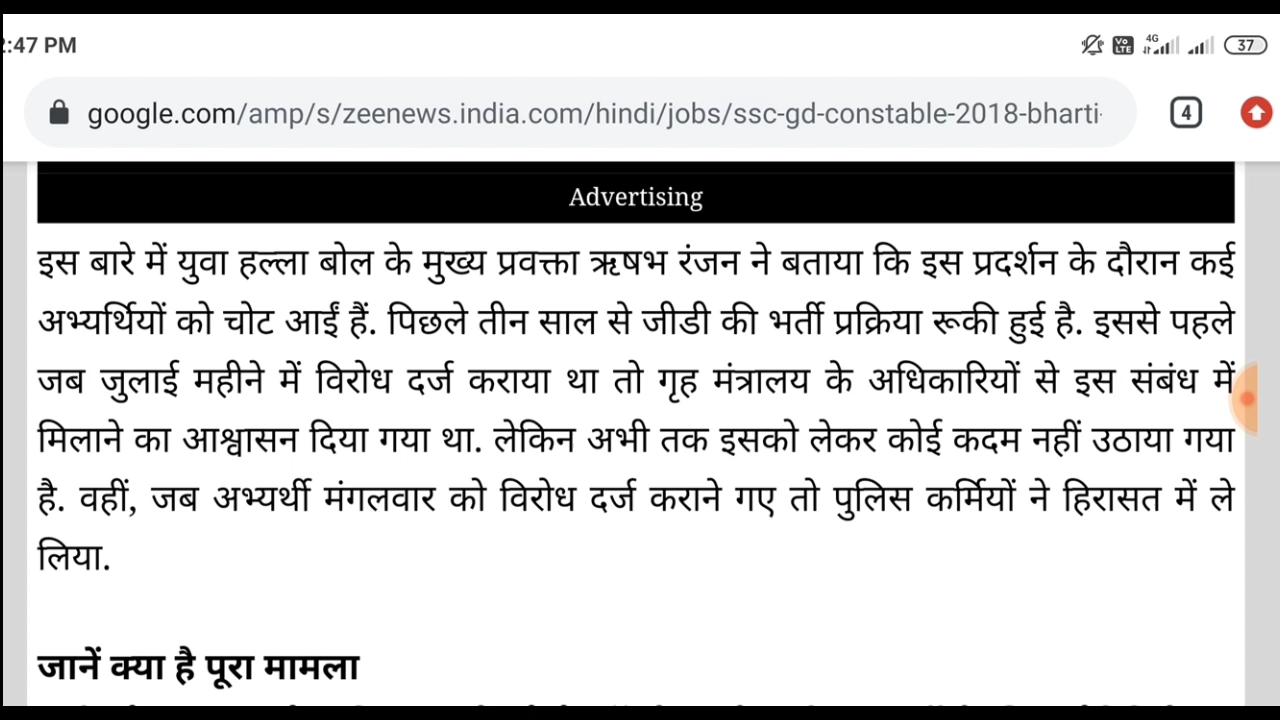 :47 PM
Vo LTE 4G 37
google.com/amp/s/zeenews.india.com/hindi/jobs/ssc-gd-constable-2018-bharti-
4
Advertising
इस बारे में युवा हल्ला बोल के मुख्य प्रवक्ता ऋषभ रंजन ने बताया कि इस प्रदर्शन के दौरान कई
अभ्यर्थियों को चोट आईं हैं. पिछले तीन साल से जीडी की भर्ती प्रक्रिया रूकी हुई है. इससे पहले
जब जुलाई महीने में विरोध दर्ज कराया था तो गृह मंत्रालय के अधिकारियों से इस संबंध में
मिलाने का आश्वासन दिया गया था. लेकिन अभी तक इसको लेकर कोई कदम नहीं उठाया गया
है. वहीं, जब अभ्यर्थी मंगलवार को विरोध दर्ज कराने गए तो पुलिस कर्मियों ने हिरासत में ले
लिया.
जानें क्या है पूरा मामला